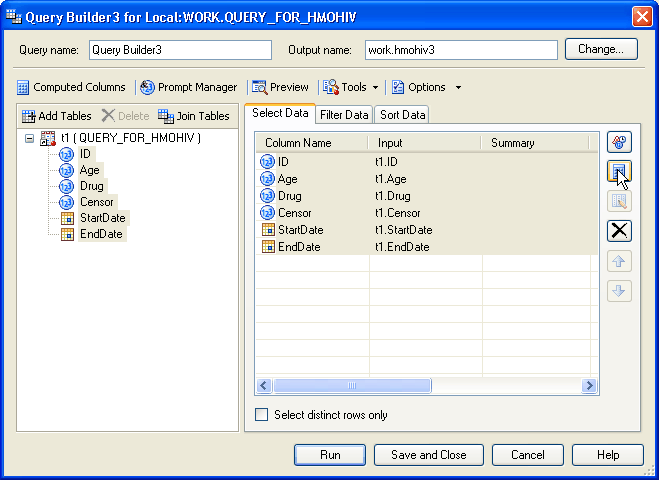 Query Builder3 for Local:WORK.QUERY_FOR_HMOHIV
Query name: Query Builder3 Output name: work.hmohiv3 Change...
Computed Columns Prompt Manager Preview Tools Options
Add Tables Delete Join Tables
t1 ( QUERY_FOR_HMOHIV )
ID
Age
Drug
Censor
StartDate
EndDate
Select Data Filter Data Sort Data
Column Name Input Summary
ID t1.ID
Age t1.Age
Drug t1.Drug
Censor t1.Censor
StartDate t1.StartDate
EndDate t1.EndDate
Select distinct rows only
Run Save and Close Cancel Help